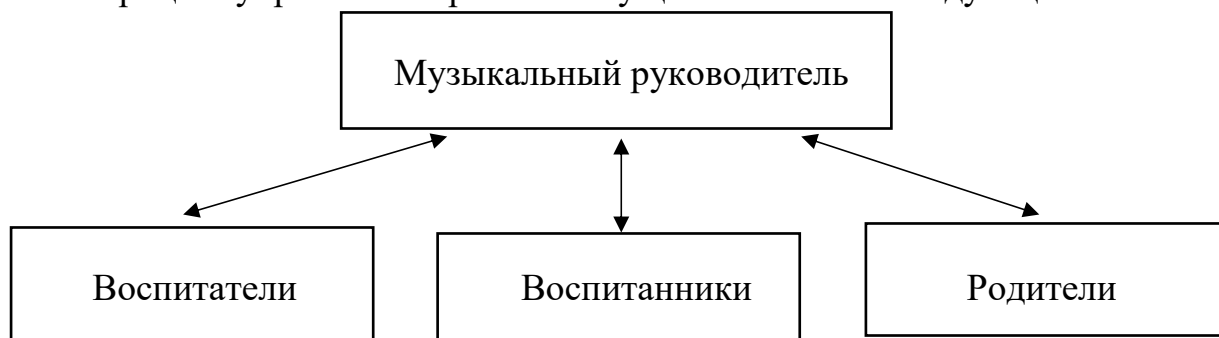 Музыкальный руководитель
Воспитатели Воспитанники Родители